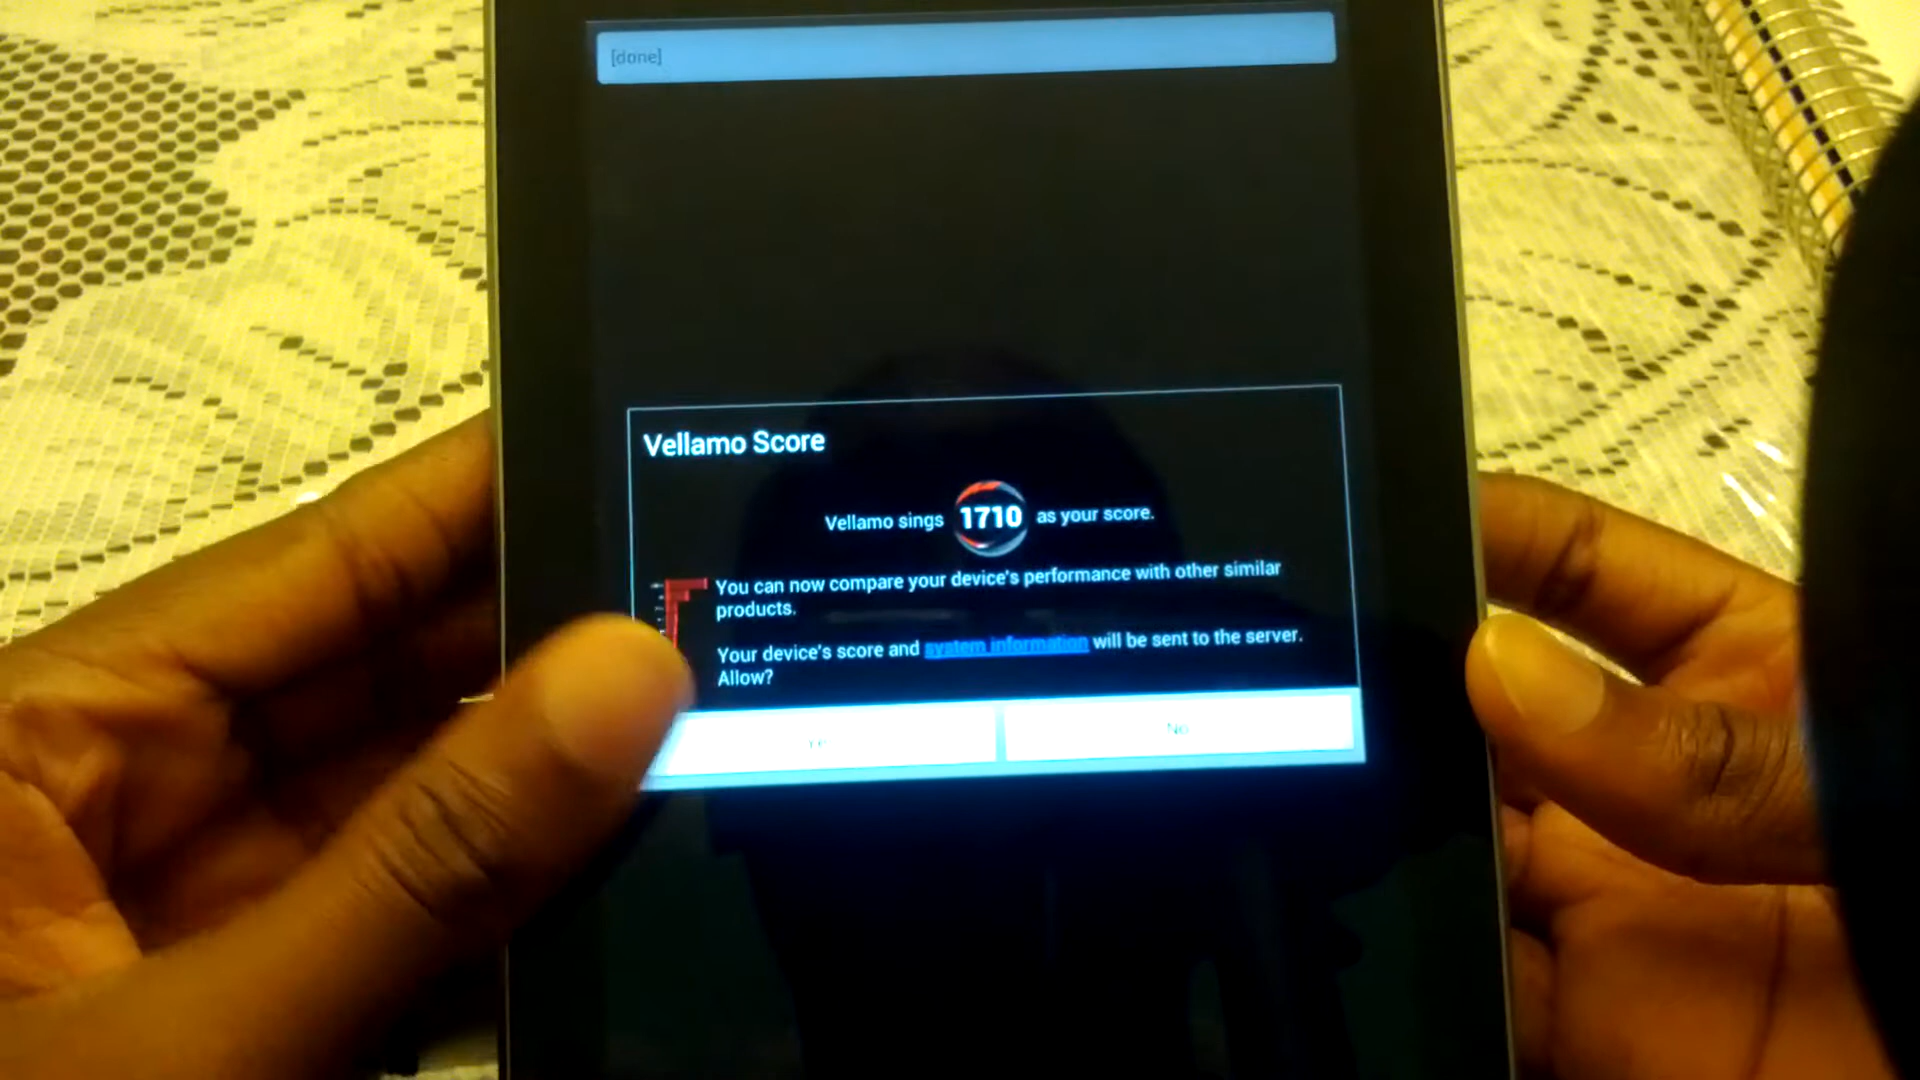 [done]
Vellamo Score
Vellamo sings 1710 as your score.
You can now compare your device's performance with other similar
products.
Your device's score and system information will be sent to the server.
Allow?
No